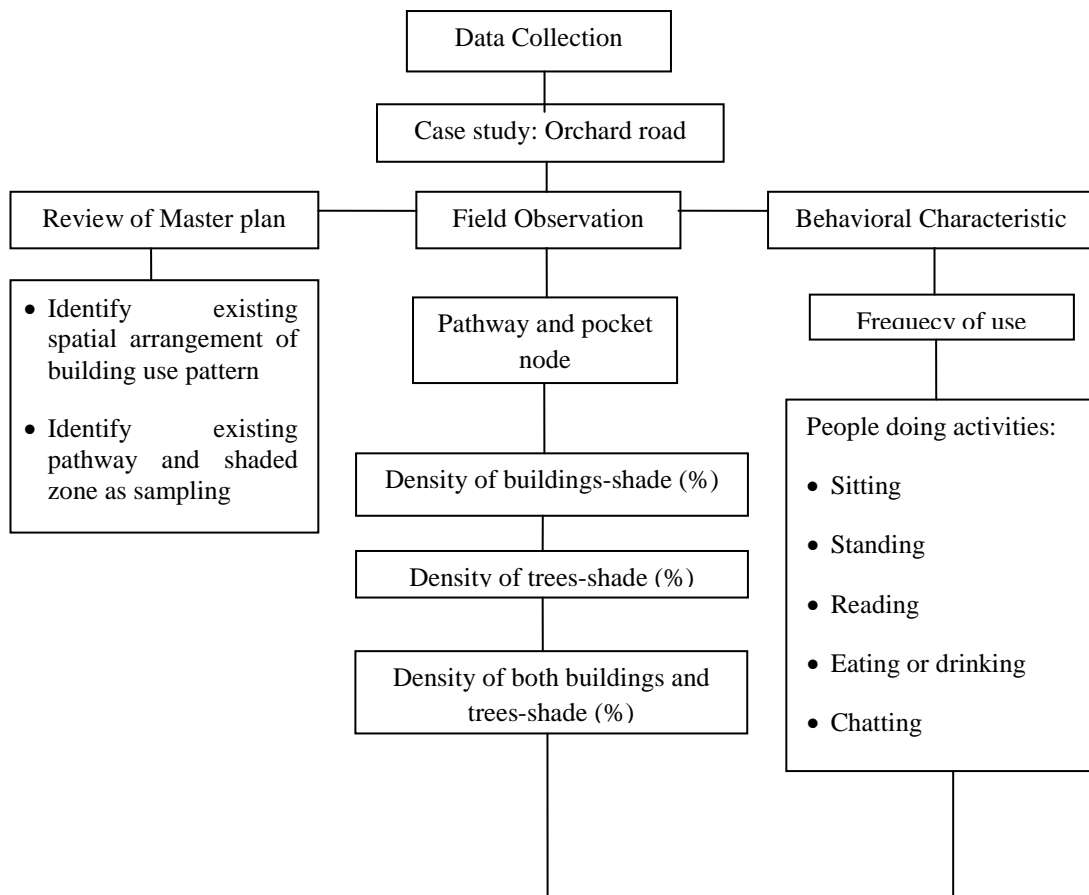 Data Collection
Case study: Orchard road
Review of Master plan
Field Observation
Behavioral Characteristic
• Identify existing
spatial arrangement of
building use pattern
• Identify existing
pathway and shaded
zone as sampling
Pathway and pocket
node
Density of buildings-shade (%)
Density of trees-shade (%)
Density of both buildings and
trees-shade (%)
Frequecy of use
People doing activities:
• Sitting
• Standing
• Reading
• Eating or drinking
• Chatting